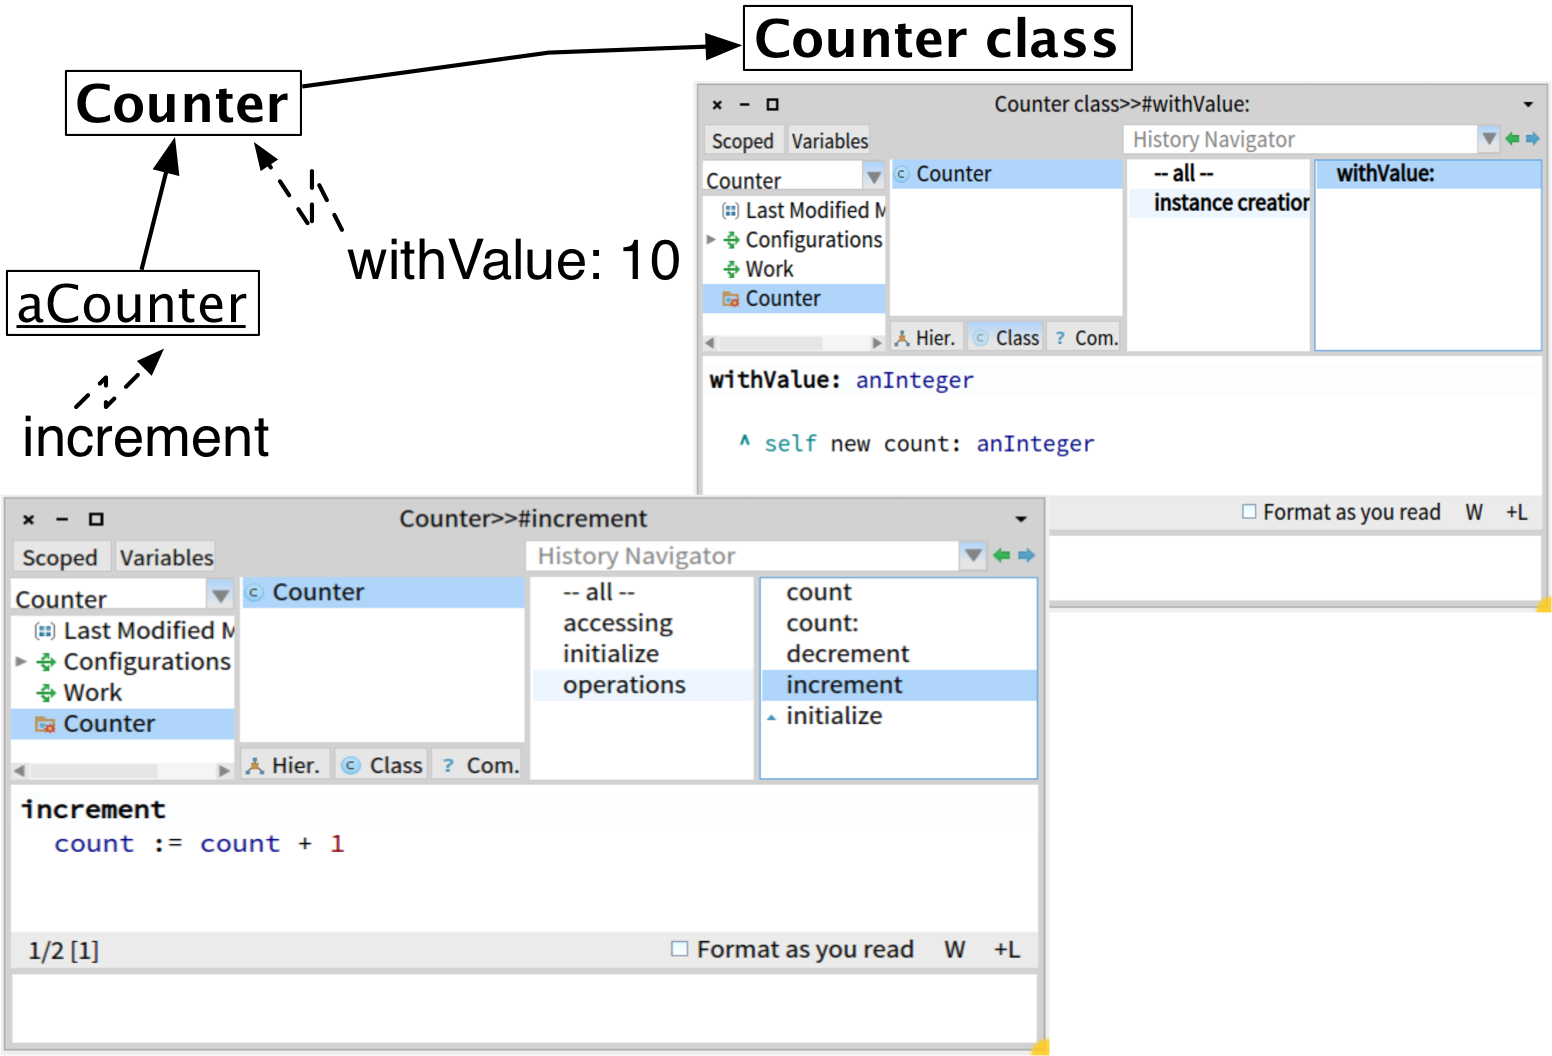 Counter class
Counter
withValue: 10
aCounter
increment
Counter class>>#withValue:
Scoped Variables History Navigator
Counter
Last Modified M
Configurations
Work
Counter
Counter
Hier. Class ? Com.
-- all --
instance creation
withValue:
withValue: anInteger
^ self new count: anInteger
Format as you read W +L
Counter>>#increment
Scoped Variables History Navigator
Counter
Last Modified M
Configurations
Work
Counter
Counter
Hier. Class ? Com.
-- all --
accessing
initialize
operations
count
count:
decrement
increment
initialize
increment
count := count + 1
1/2 [1] Format as you read W +L